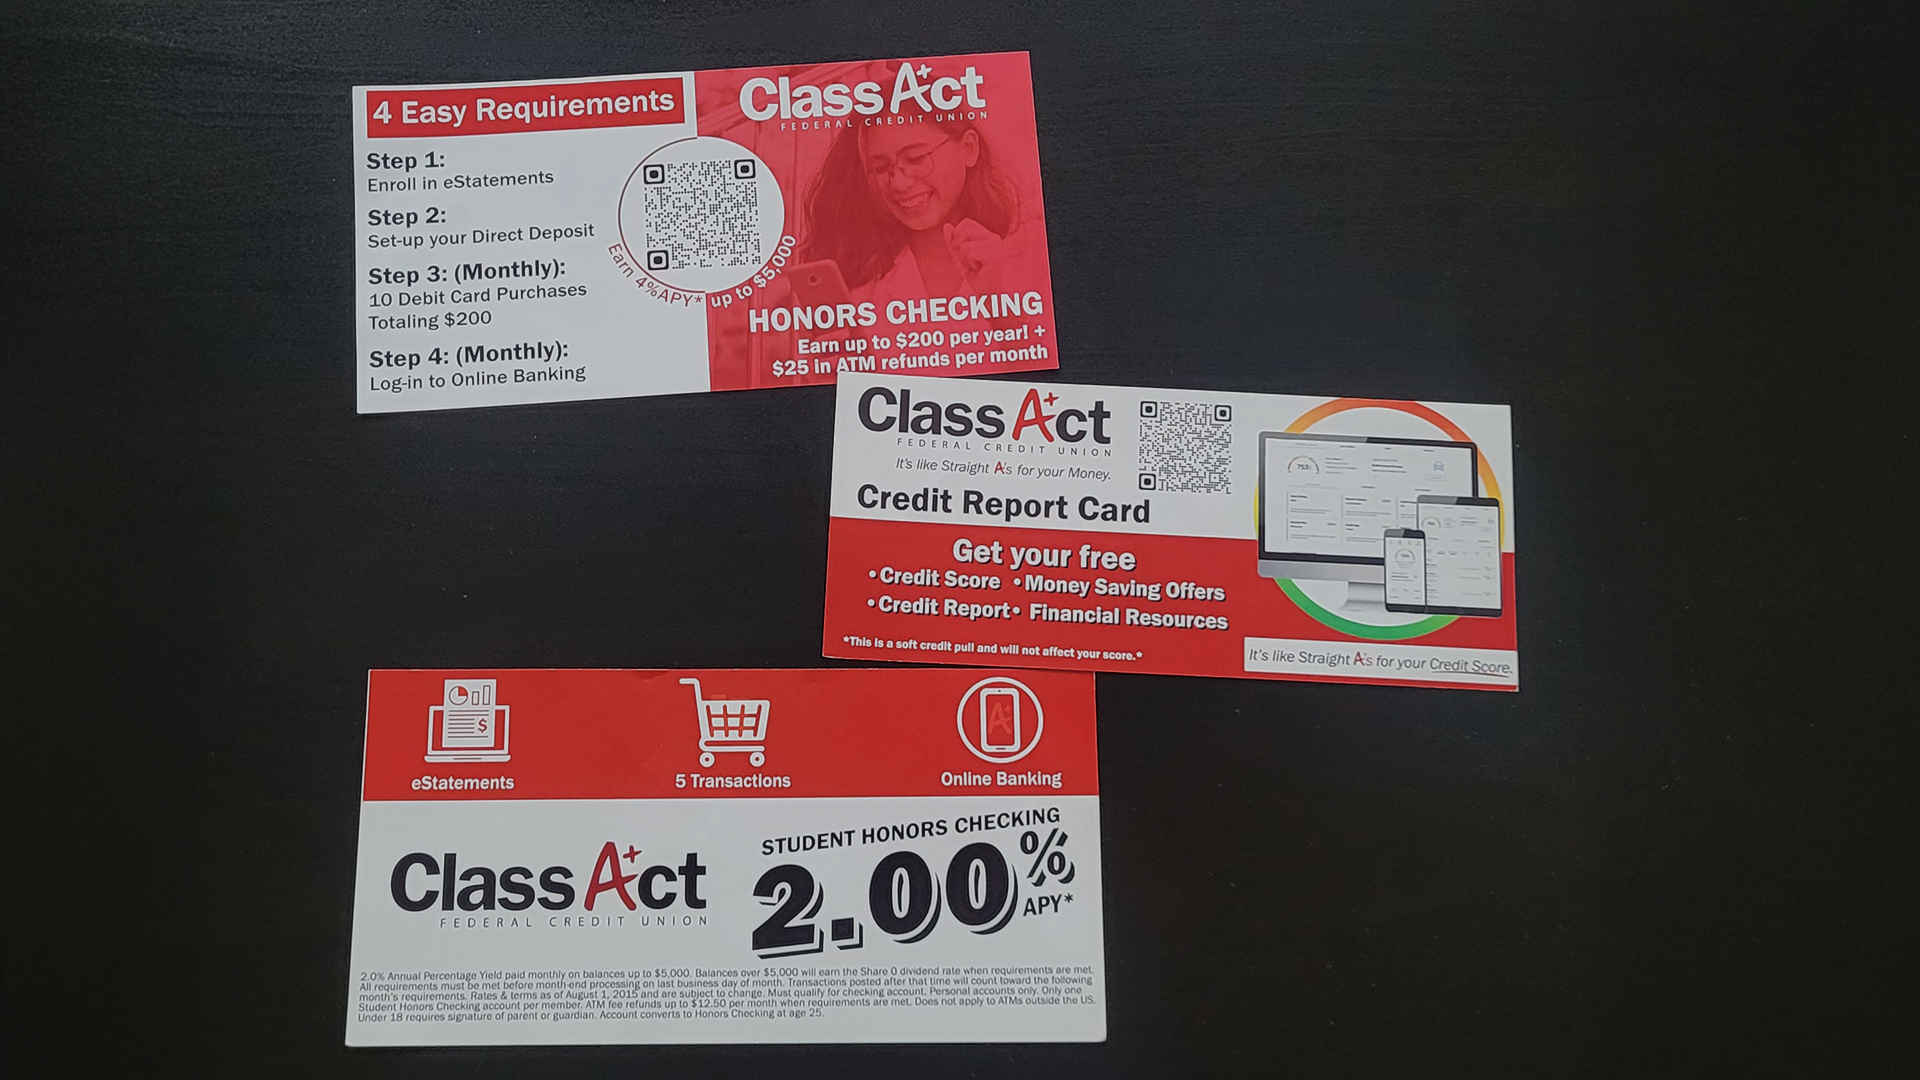 4 Easy Requirements
Step 1:
Enroll in eStatements
Step 2:
Set-up your Direct Deposit
Step 3: (Monthly):
10 Debit Card Purchases
Totaling $200
Step 4: (Monthly):
Log-in to Online Banking
Earn 4%APY* up to $5,000
Class A+ct
FEDERAL CREDIT UNION
HONORS CHECKING
Earn up to $200 per year! +
$25 in ATM refunds per month
Class A+ct
FEDERAL CREDIT UNION
It's like Straight A's for your Money.
Credit Report Card
Get your free
• Credit Score • Money Saving Offers
• Credit Report • Financial Resources
*This is a soft credit pull and will not affect your score.*
It's like Straight A's for your Credit Score.
eStatements
5 Transactions
Online Banking
Class A+ct
FEDERAL CREDIT UNION
STUDENT HONORS CHECKING
2.00%
APY*
2.0% Annual Percentage Yield paid monthly on balances up to $5,000. Balances over $5,000 will earn the Share 0 dividend rate when requirements are met.
All requirements must be met before month-end processing on last business day of month. Transactions posted after that time will count toward the following
month's requirements. Rates & terms as of August 1, 2015 and are subject to change. Must qualify for checking account. Personal accounts only. Only one
Student Honors Checking account per member. ATM fee refunds up to $12.50 per month when requirements are met. Does not apply to ATMs outside the US.
Under 18 requires signature of parent or guardian. Account converts to Honors Checking at age 25.